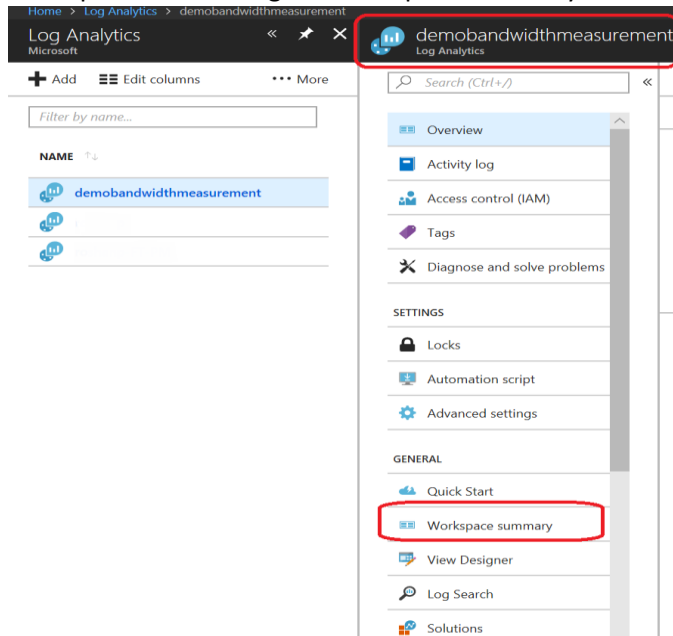 Home > Log Analytics > demobandwidthmeasurement
Log Analytics
Microsoft
Add Edit columns More
Filter by name...
NAME
demobandwidthmeasurement
demobandwidthmeasurement
Log Analytics
Search (Ctrl+/)
Overview
Activity log
Access control (IAM)
Tags
Diagnose and solve problems
SETTINGS
Locks
Automation script
Advanced settings
GENERAL
Quick Start
Workspace summary
View Designer
Log Search
Solutions